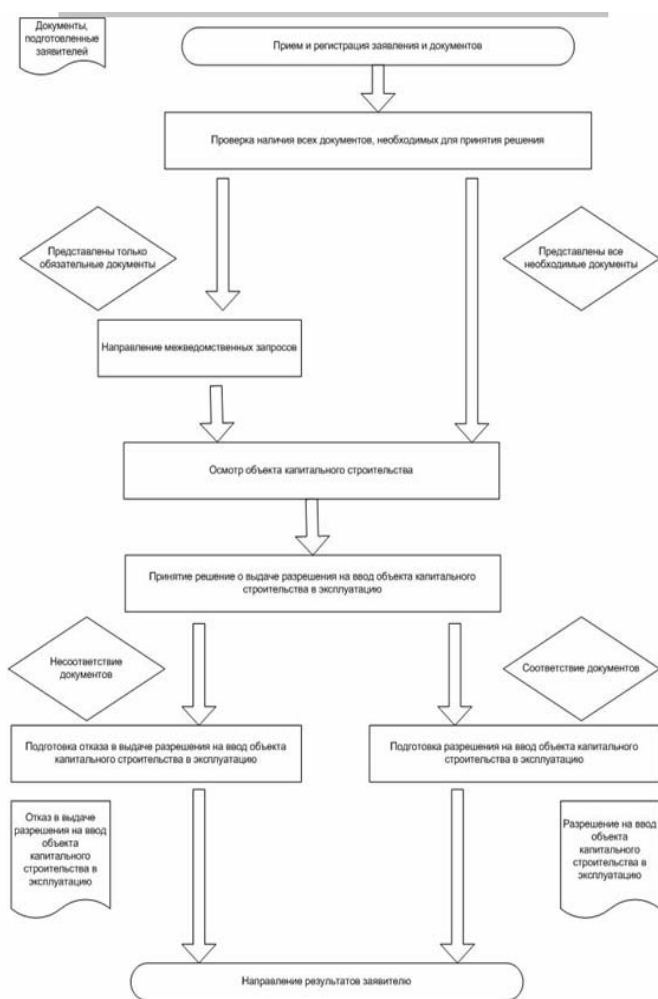 Документы,
подготовленные
заявителей
Прием и регистрация заявления и документов
Проверка наличия всех документов, необходимых для принятия решения
Представлены только
обязательные документы
Представлены все
необходимые документы
Направление межведомственных запросов
Осмотр объекта капитального строительства
Принятие решение о выдаче разрешения на ввод объекта капитального
строительства в эксплуатацию
Несоответствие
документов
Соответствие документов
Подготовка отказа в выдаче разрешения на ввод объекта
капитального строительства в эксплуатацию
Подготовка разрешения на ввод объекта капитального
строительства в эксплуатацию
Отказ в выдаче
разрешения на ввод
объекта
капитального
строительства в
эксплуатацию
Разрешение на ввод
объекта
капитального
строительства в
эксплуатацию
Направление результатов заявителю